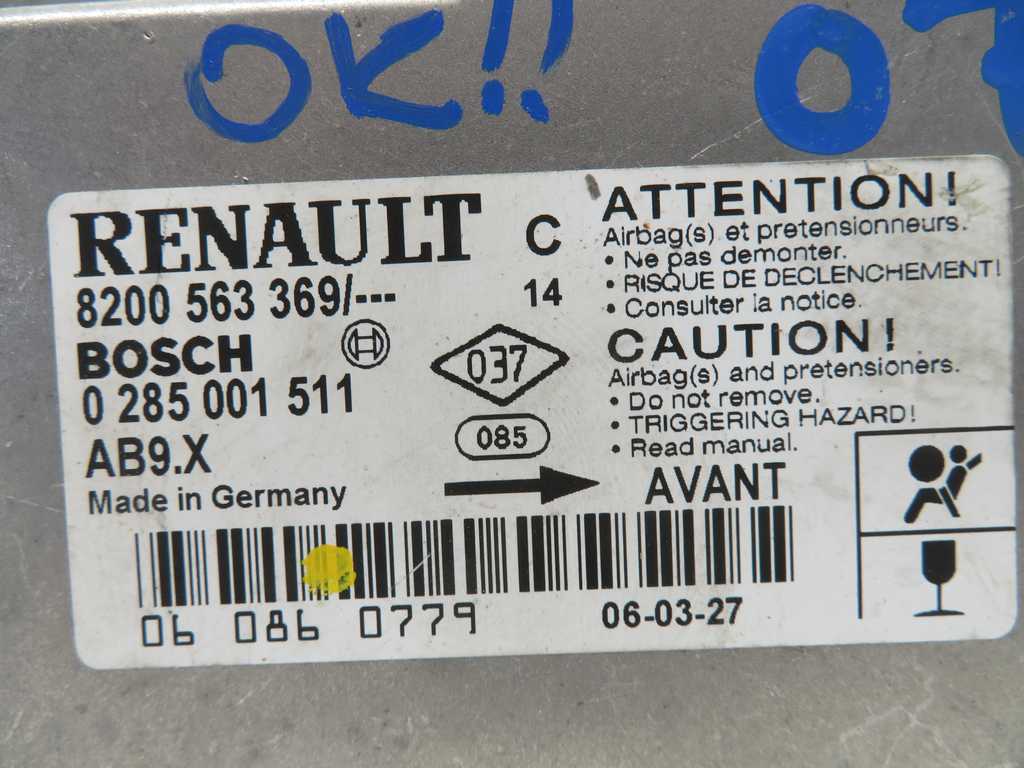 OK!!
RENAULT C
8200 563 369/--- 14
BOSCH
0 285 001 511
AB9.X
Made in Germany
037
085
ATTENTION!
Airbag(s) et pretensionneurs.
• Ne pas demonter.
• RISQUE DE DECLENCHEMENT!
• Consulter la notice.
CAUTION!
Airbag(s) and pretensioners.
• Do not remove.
• TRIGGERING HAZARD!
• Read manual.
AVANT
06 086 0779
06-03-27